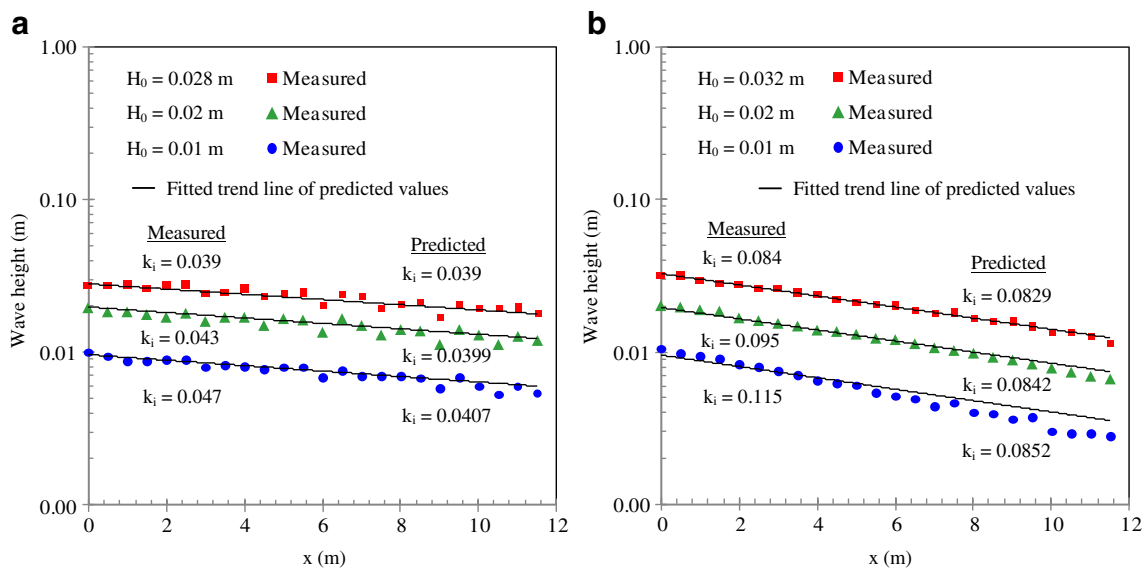 a
1.00
0.10
0.01
0.00
Wave height (m)
H0 = 0.028 m Measured
H0 = 0.02 m Measured
H0 = 0.01 m Measured
Fitted trend line of predicted values
Measured
Predicted
ki = 0.039
ki = 0.039
ki = 0.043
ki = 0.0399
ki = 0.047
ki = 0.0407
0 2 4 6 8 10 12
x (m)
b
1.00
0.10
0.01
0.00
Wave height (m)
H0 = 0.032 m Measured
H0 = 0.02 m Measured
H0 = 0.01 m Measured
Fitted trend line of predicted values
Measured
ki = 0.084
Predicted
ki = 0.0829
ki = 0.095
ki = 0.0842
ki = 0.115
ki = 0.0852
0 2 4 6 8 10 12
x (m)